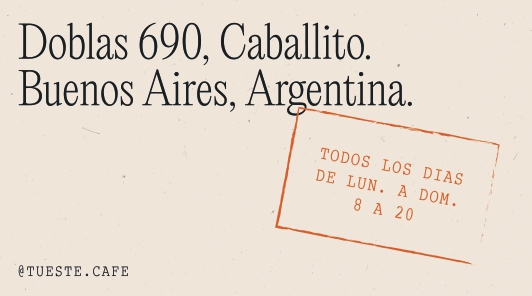 Doblas 690, Caballito.
Buenos Aires, Argentina.
TODOS LOS DIAS
DE LUN. A DOM.
8 A 20
@TUESTE.CAFE